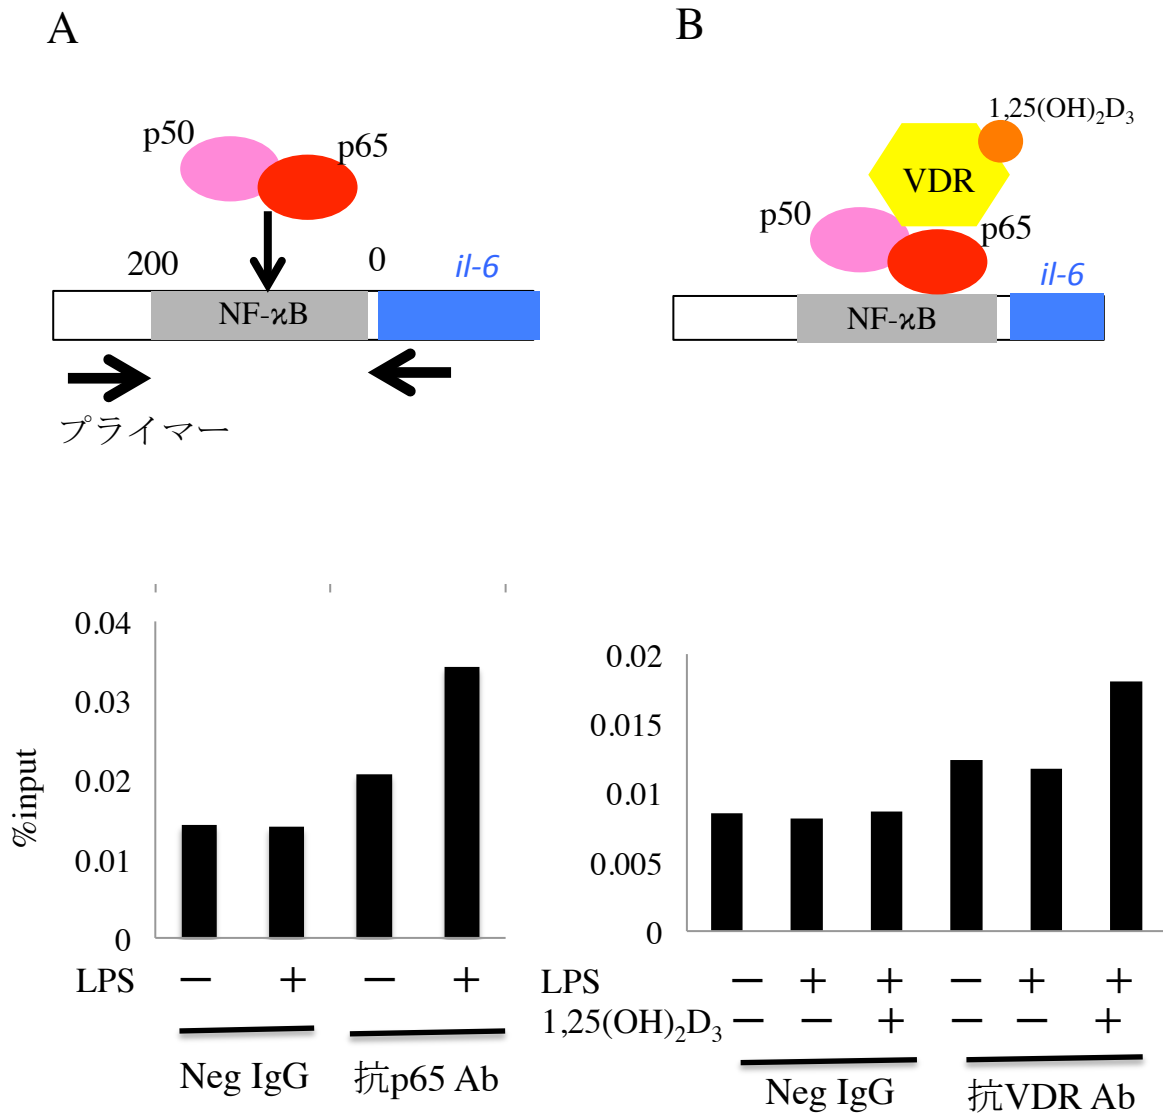 A
p50
p65
200
0
il-6
NF-ϰB
プライマー
B
1,25(OH)₂D₃
VDR
p50
p65
il-6
NF-ϰB
%input
0.04
0.03
0.02
0.01
0
LPS − + − +
Neg IgG 抗p65 Ab
0.02
0.015
0.01
0.005
0
LPS − + + − + +
1,25(OH)₂D₃ − − + − − +
Neg IgG 抗VDR Ab